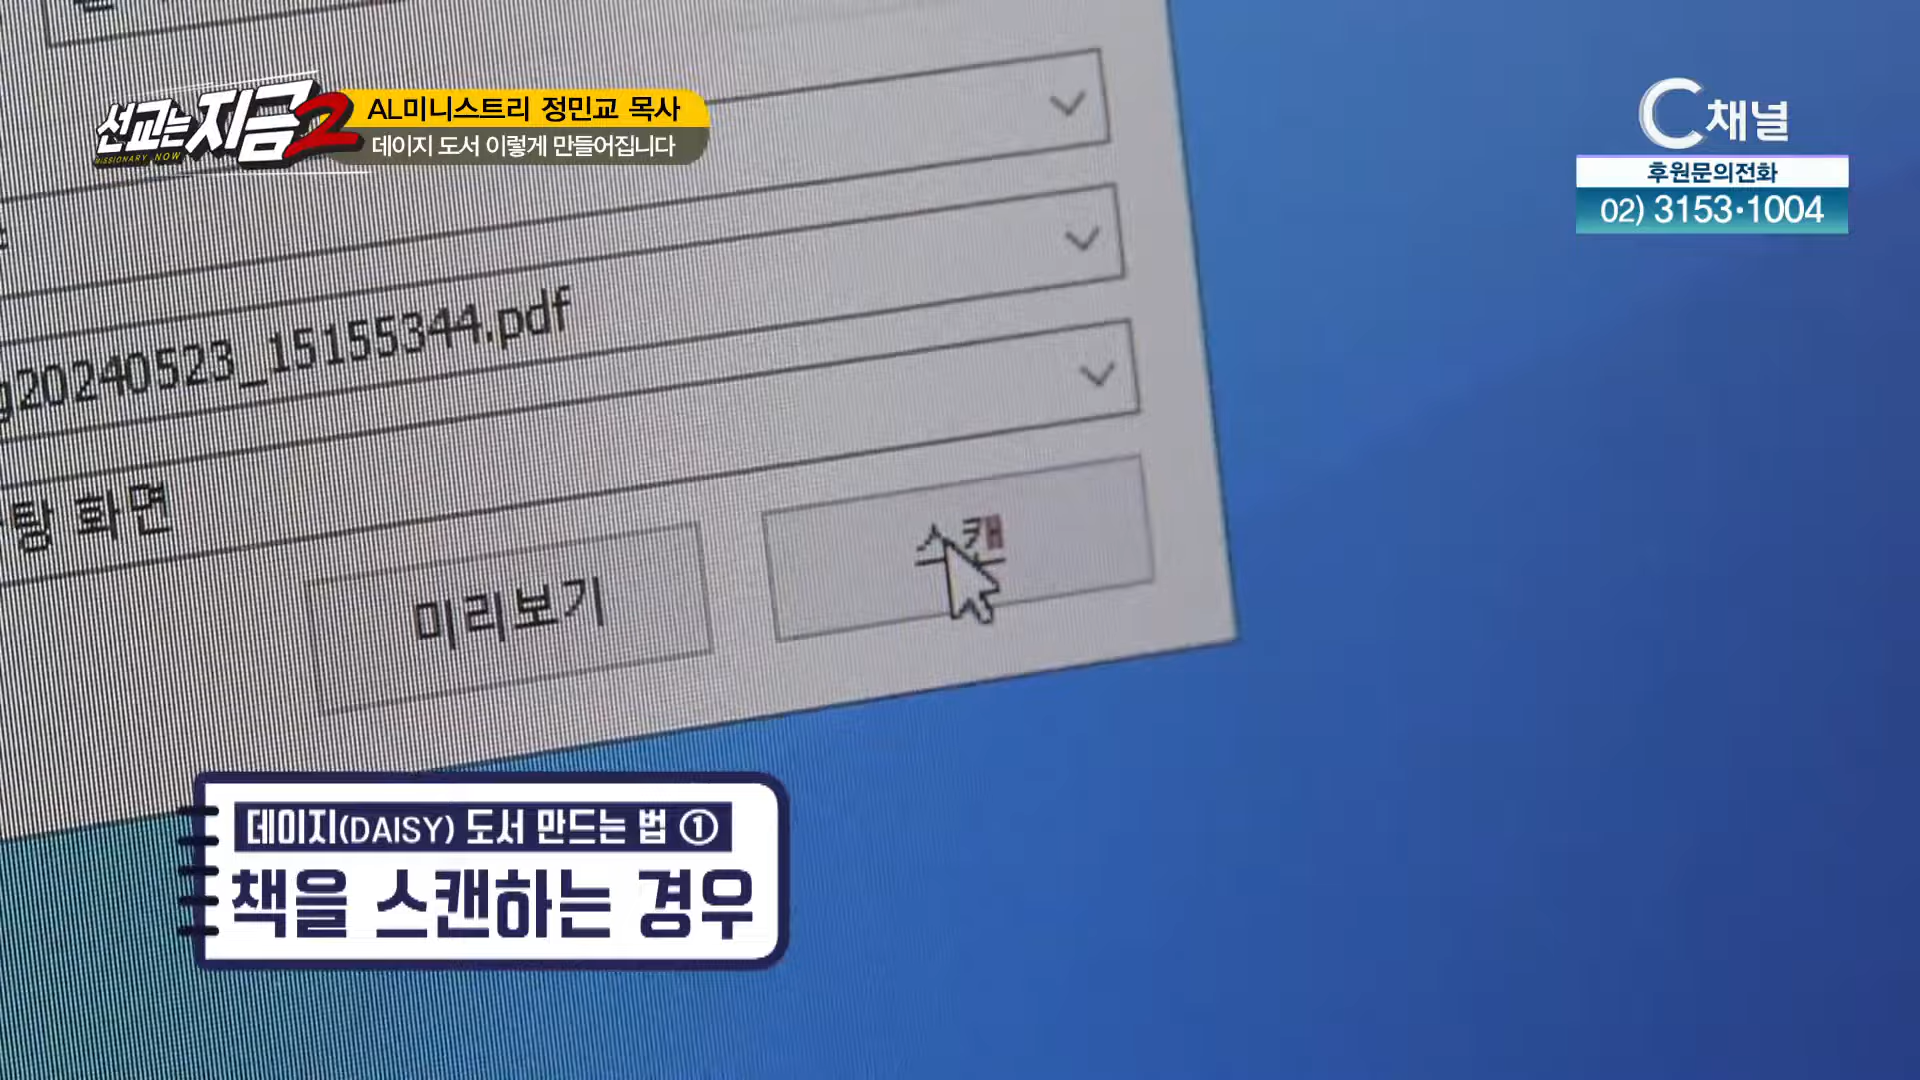 선교는지금2
MISSIONARY NOW
AL미니스트리 정민교 목사
데이지 도서 이렇게 만들어집니다
C채널
후원문의전화
02) 3153·1004
g20240523_15155344.pdf
탕 화면
미리보기
스캔
데이지(DAISY) 도서 만드는 법 ①
책을 스캔하는 경우